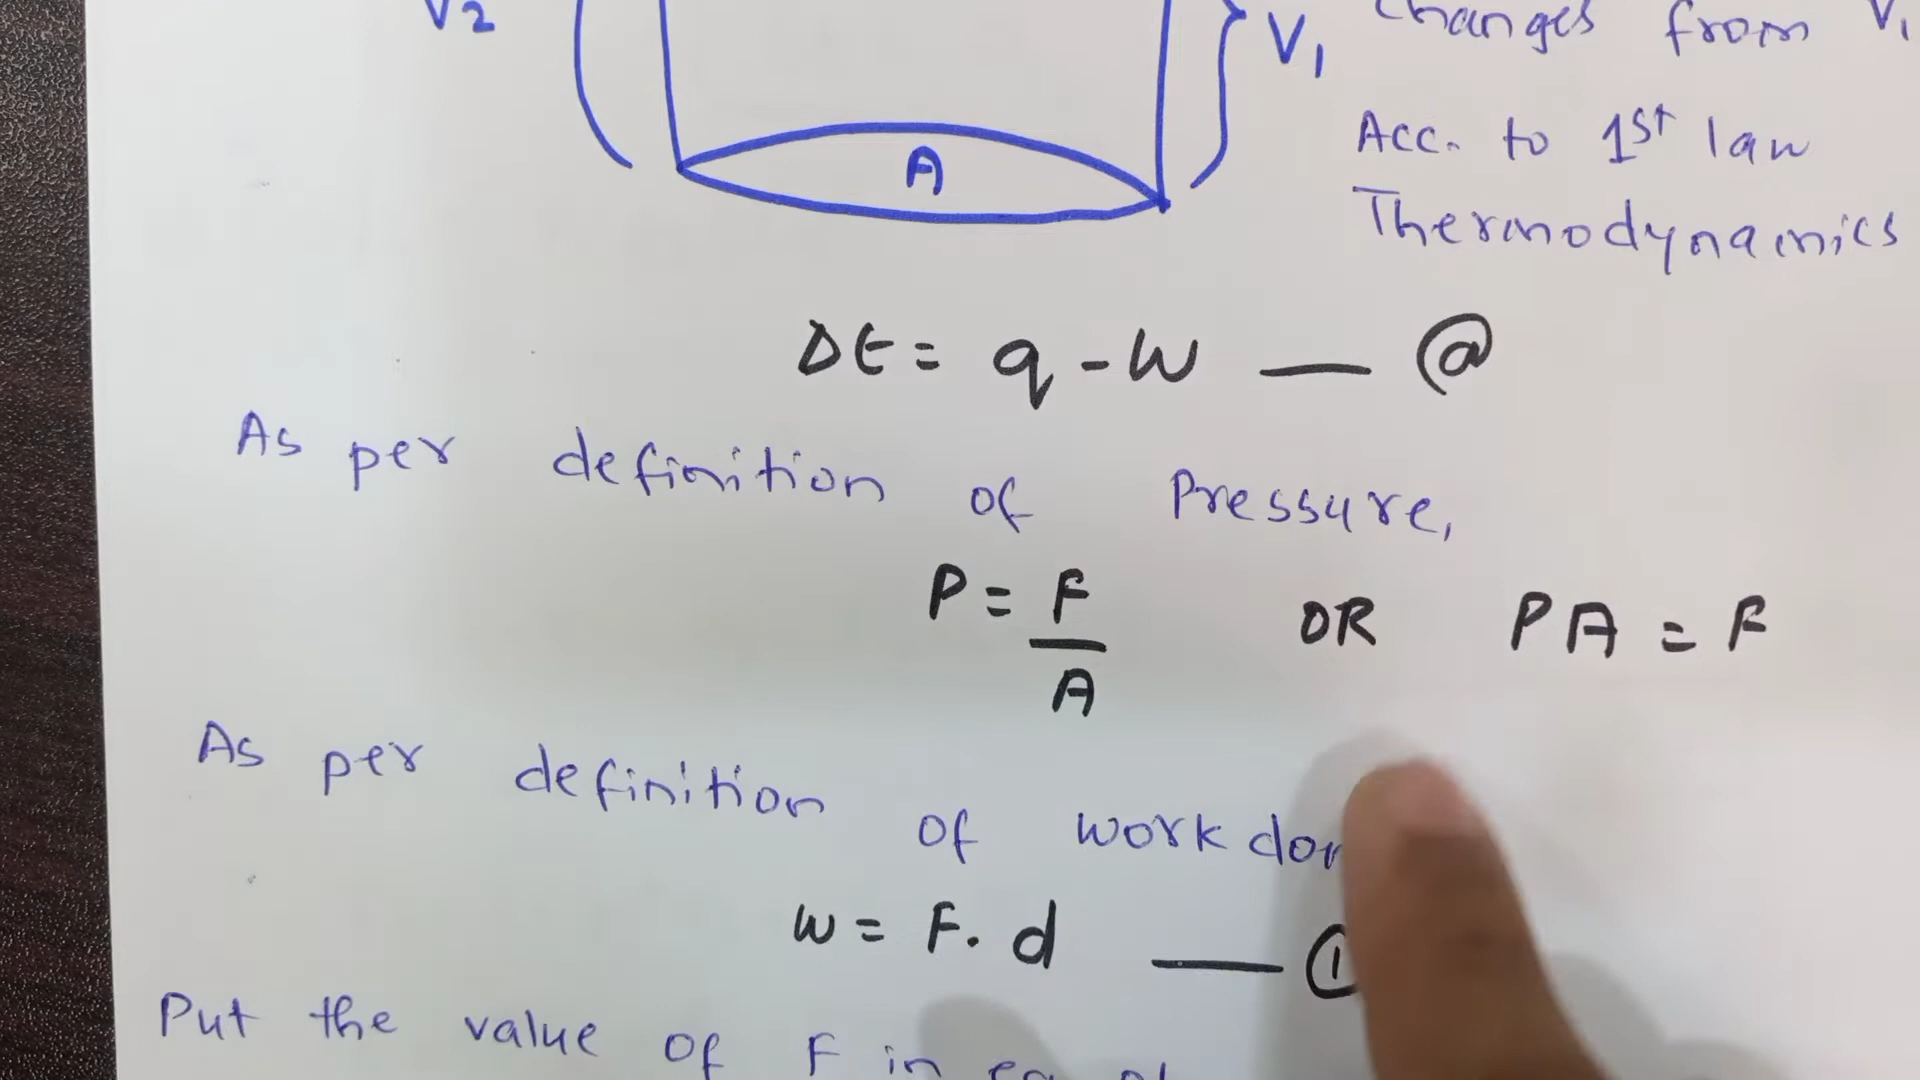 V2
V1
changes from V1
A
Acc. to 1st law
Thermodynamics
ΔE = q - W — ⓐ
As per definition of Pressure,
P = F/A OR PA = F
As per definition of work
W = F. d — ①
Put the value of F in